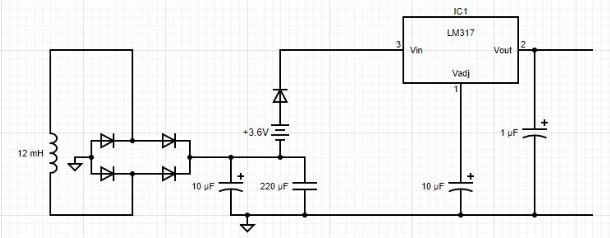 IC1
LM317
3
Vin
Vout
2
Vadj
1
+3.6V
1 µF
+
12 mH
10 µF
+
220 µF
10 µF
+